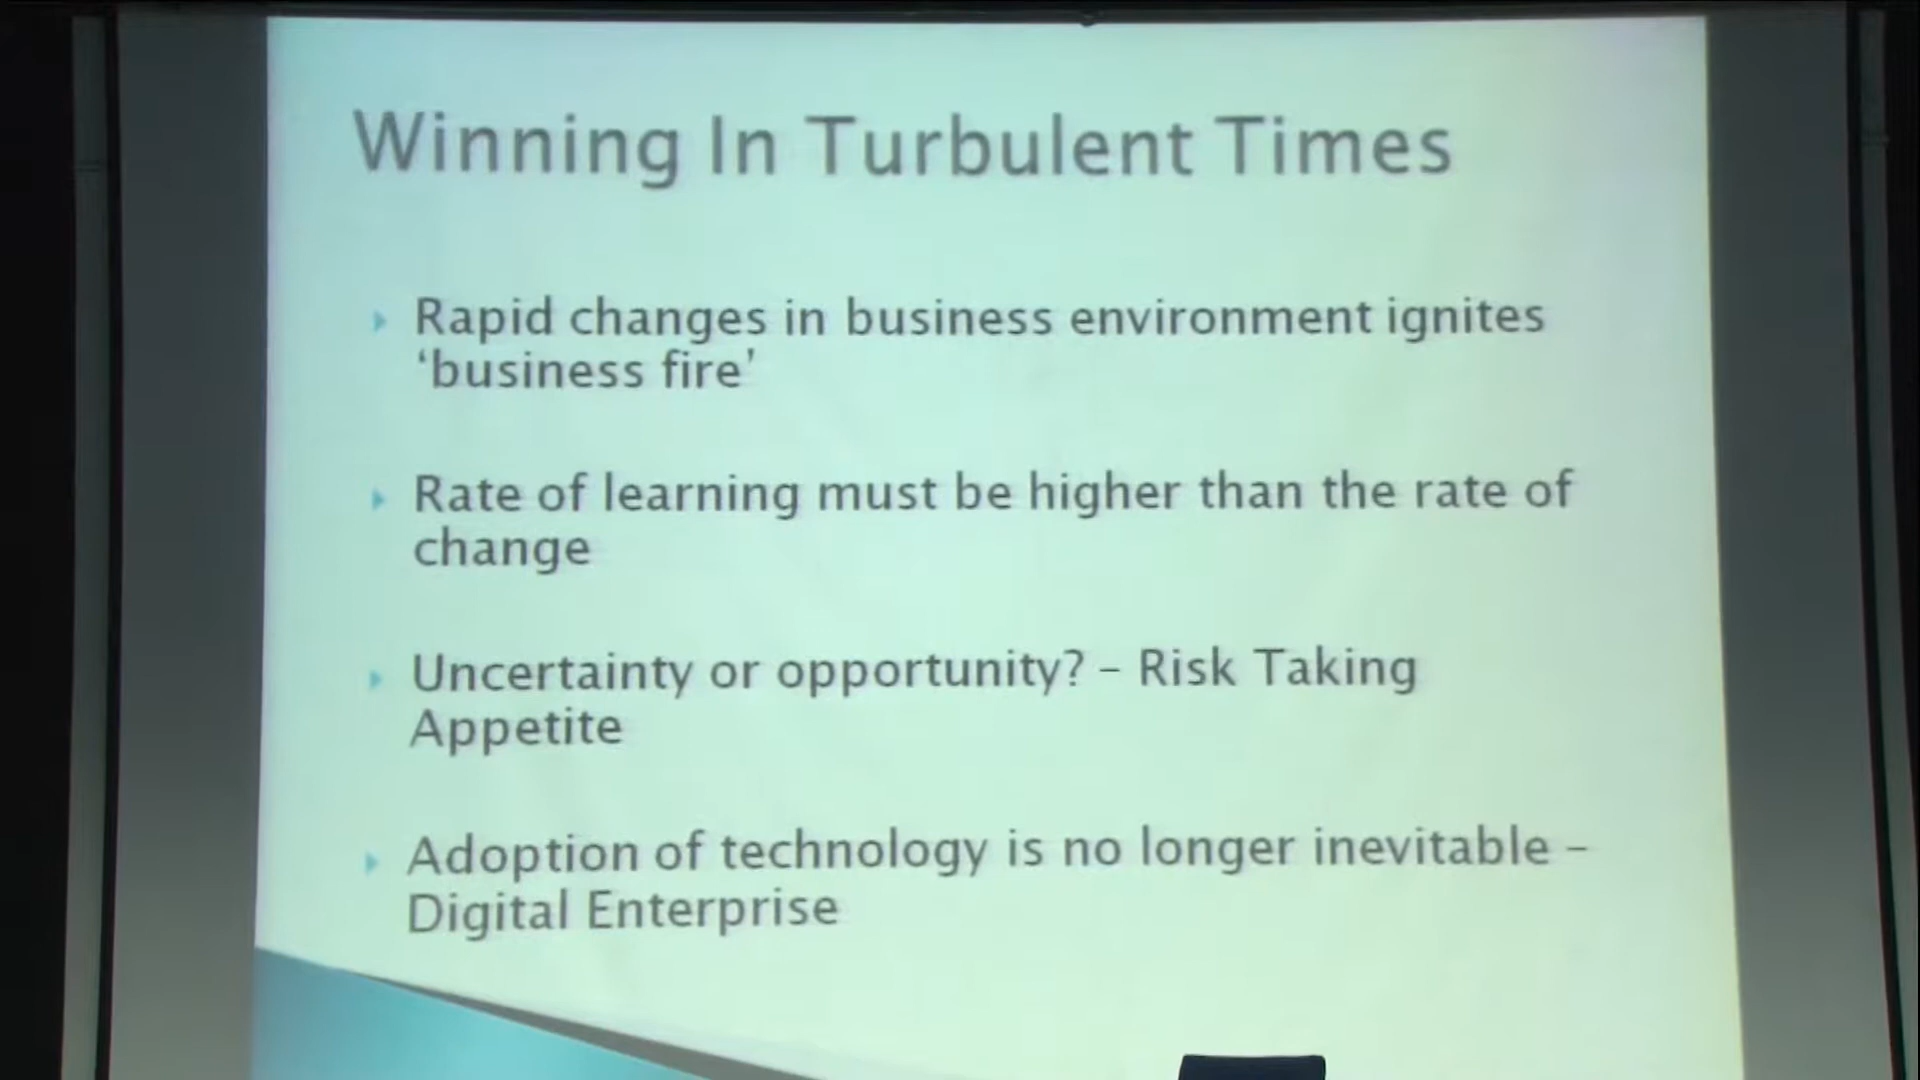 Winning In Turbulent Times
Rapid changes in business environment ignites
‘business fire’
Rate of learning must be higher than the rate of
change
Uncertainty or opportunity? – Risk Taking
Appetite
Adoption of technology is no longer inevitable –
Digital Enterprise